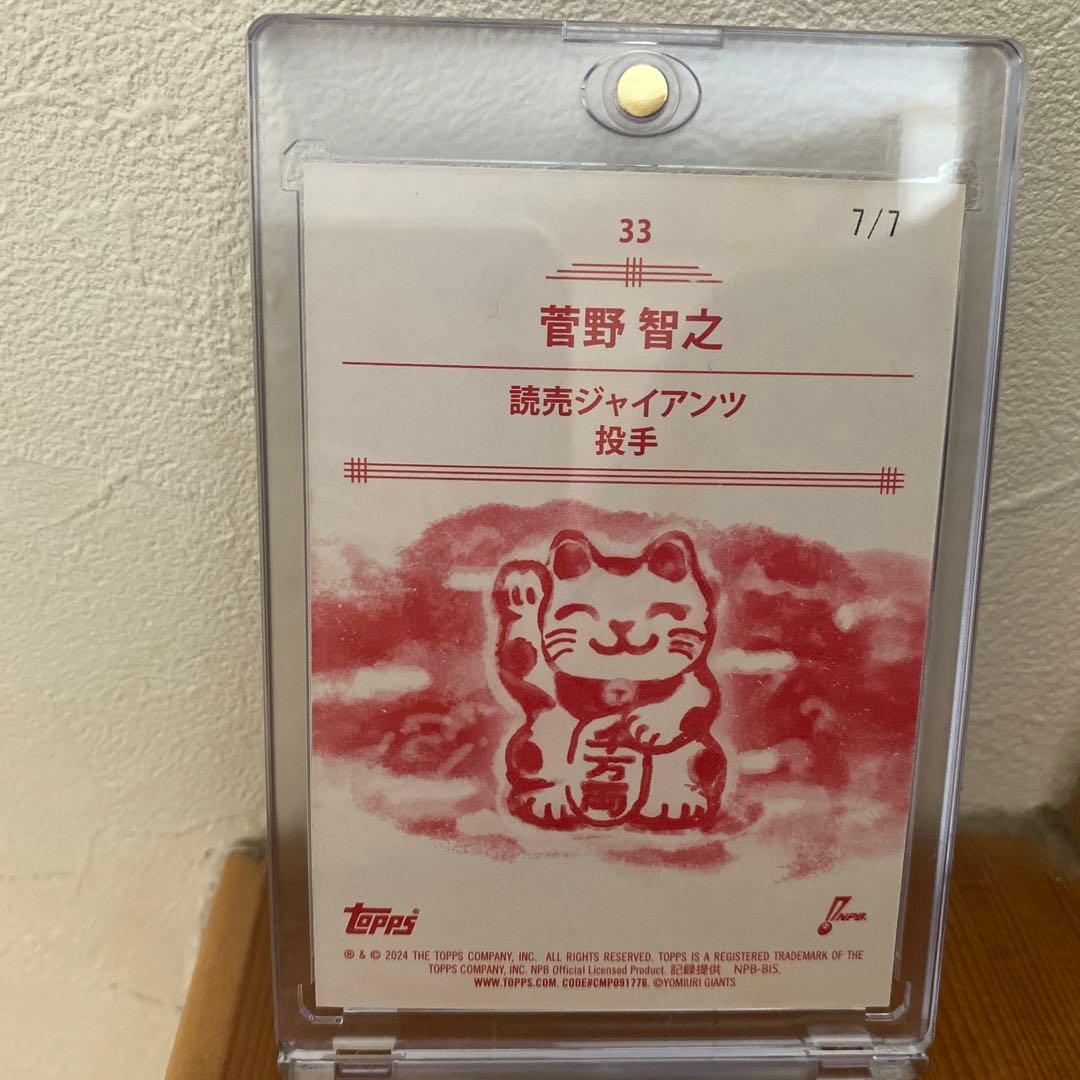 7/7
33
菅野 智之
読売ジャイアンツ
投手
千万両
topps
NPB
® & © 2024 THE TOPPS COMPANY, INC. ALL RIGHTS RESERVED. TOPPS IS A REGISTERED TRADEMARK OF THE
TOPPS COMPANY, INC. NPB Official Licensed Product. 記録提供 NPB-BIS.
WWW.TOPPS.COM. CODE#CMP091776. ©YOMIURI GIANTS